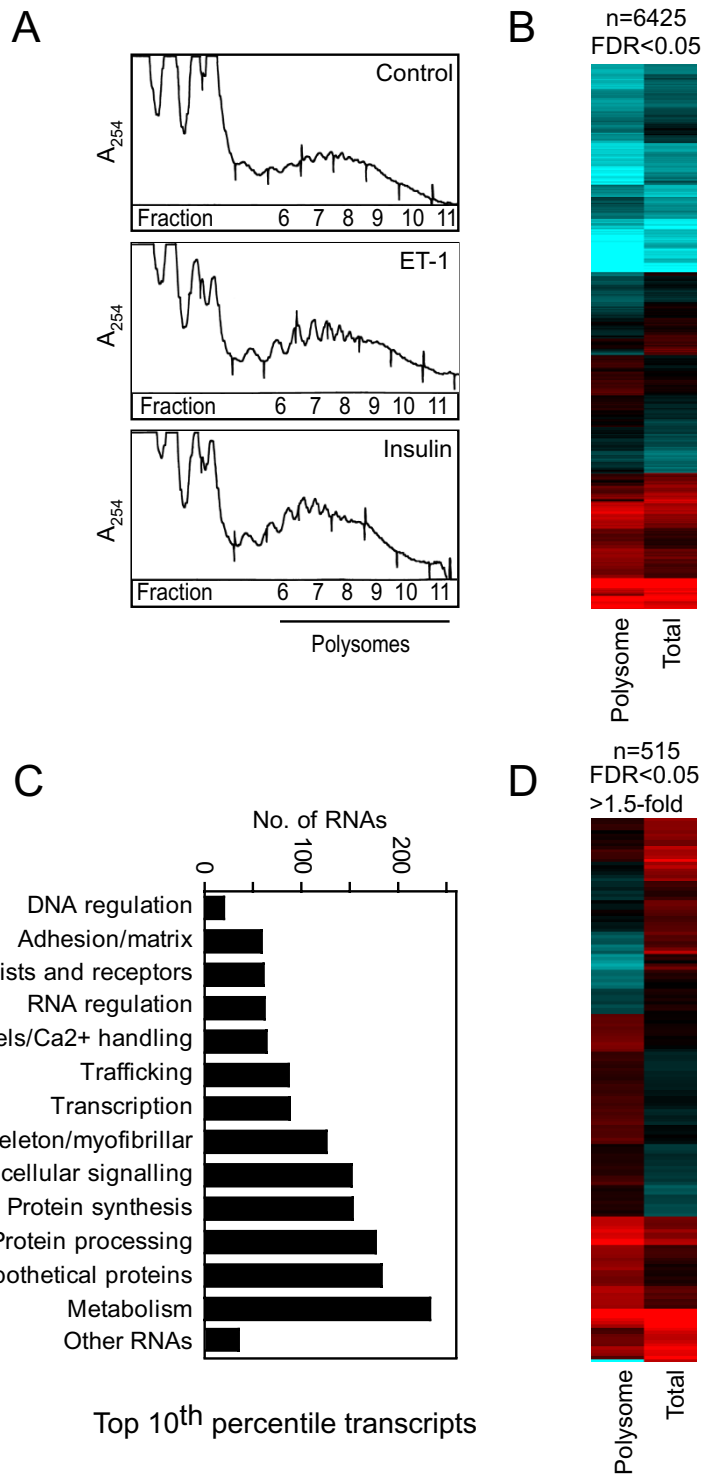 A
Control
A254
Fraction 6 7 8 9 10 11
ET-1
A254
Fraction 6 7 8 9 10 11
Insulin
A254
Fraction 6 7 8 9 10 11
Polysomes
B
n=6425
FDR<0.05
Polysome
Total
C
No. of RNAs
0 100 200
DNA regulation
Adhesion/matrix
ists and receptors
RNA regulation
els/Ca2+ handling
Trafficking
Transcription
eleton/myofibrillar
cellular signalling
Protein synthesis
Protein processing
pothetical proteins
Metabolism
Other RNAs
Top 10th percentile transcripts
D
n=515
FDR<0.05
>1.5-fold
Polysome
Total